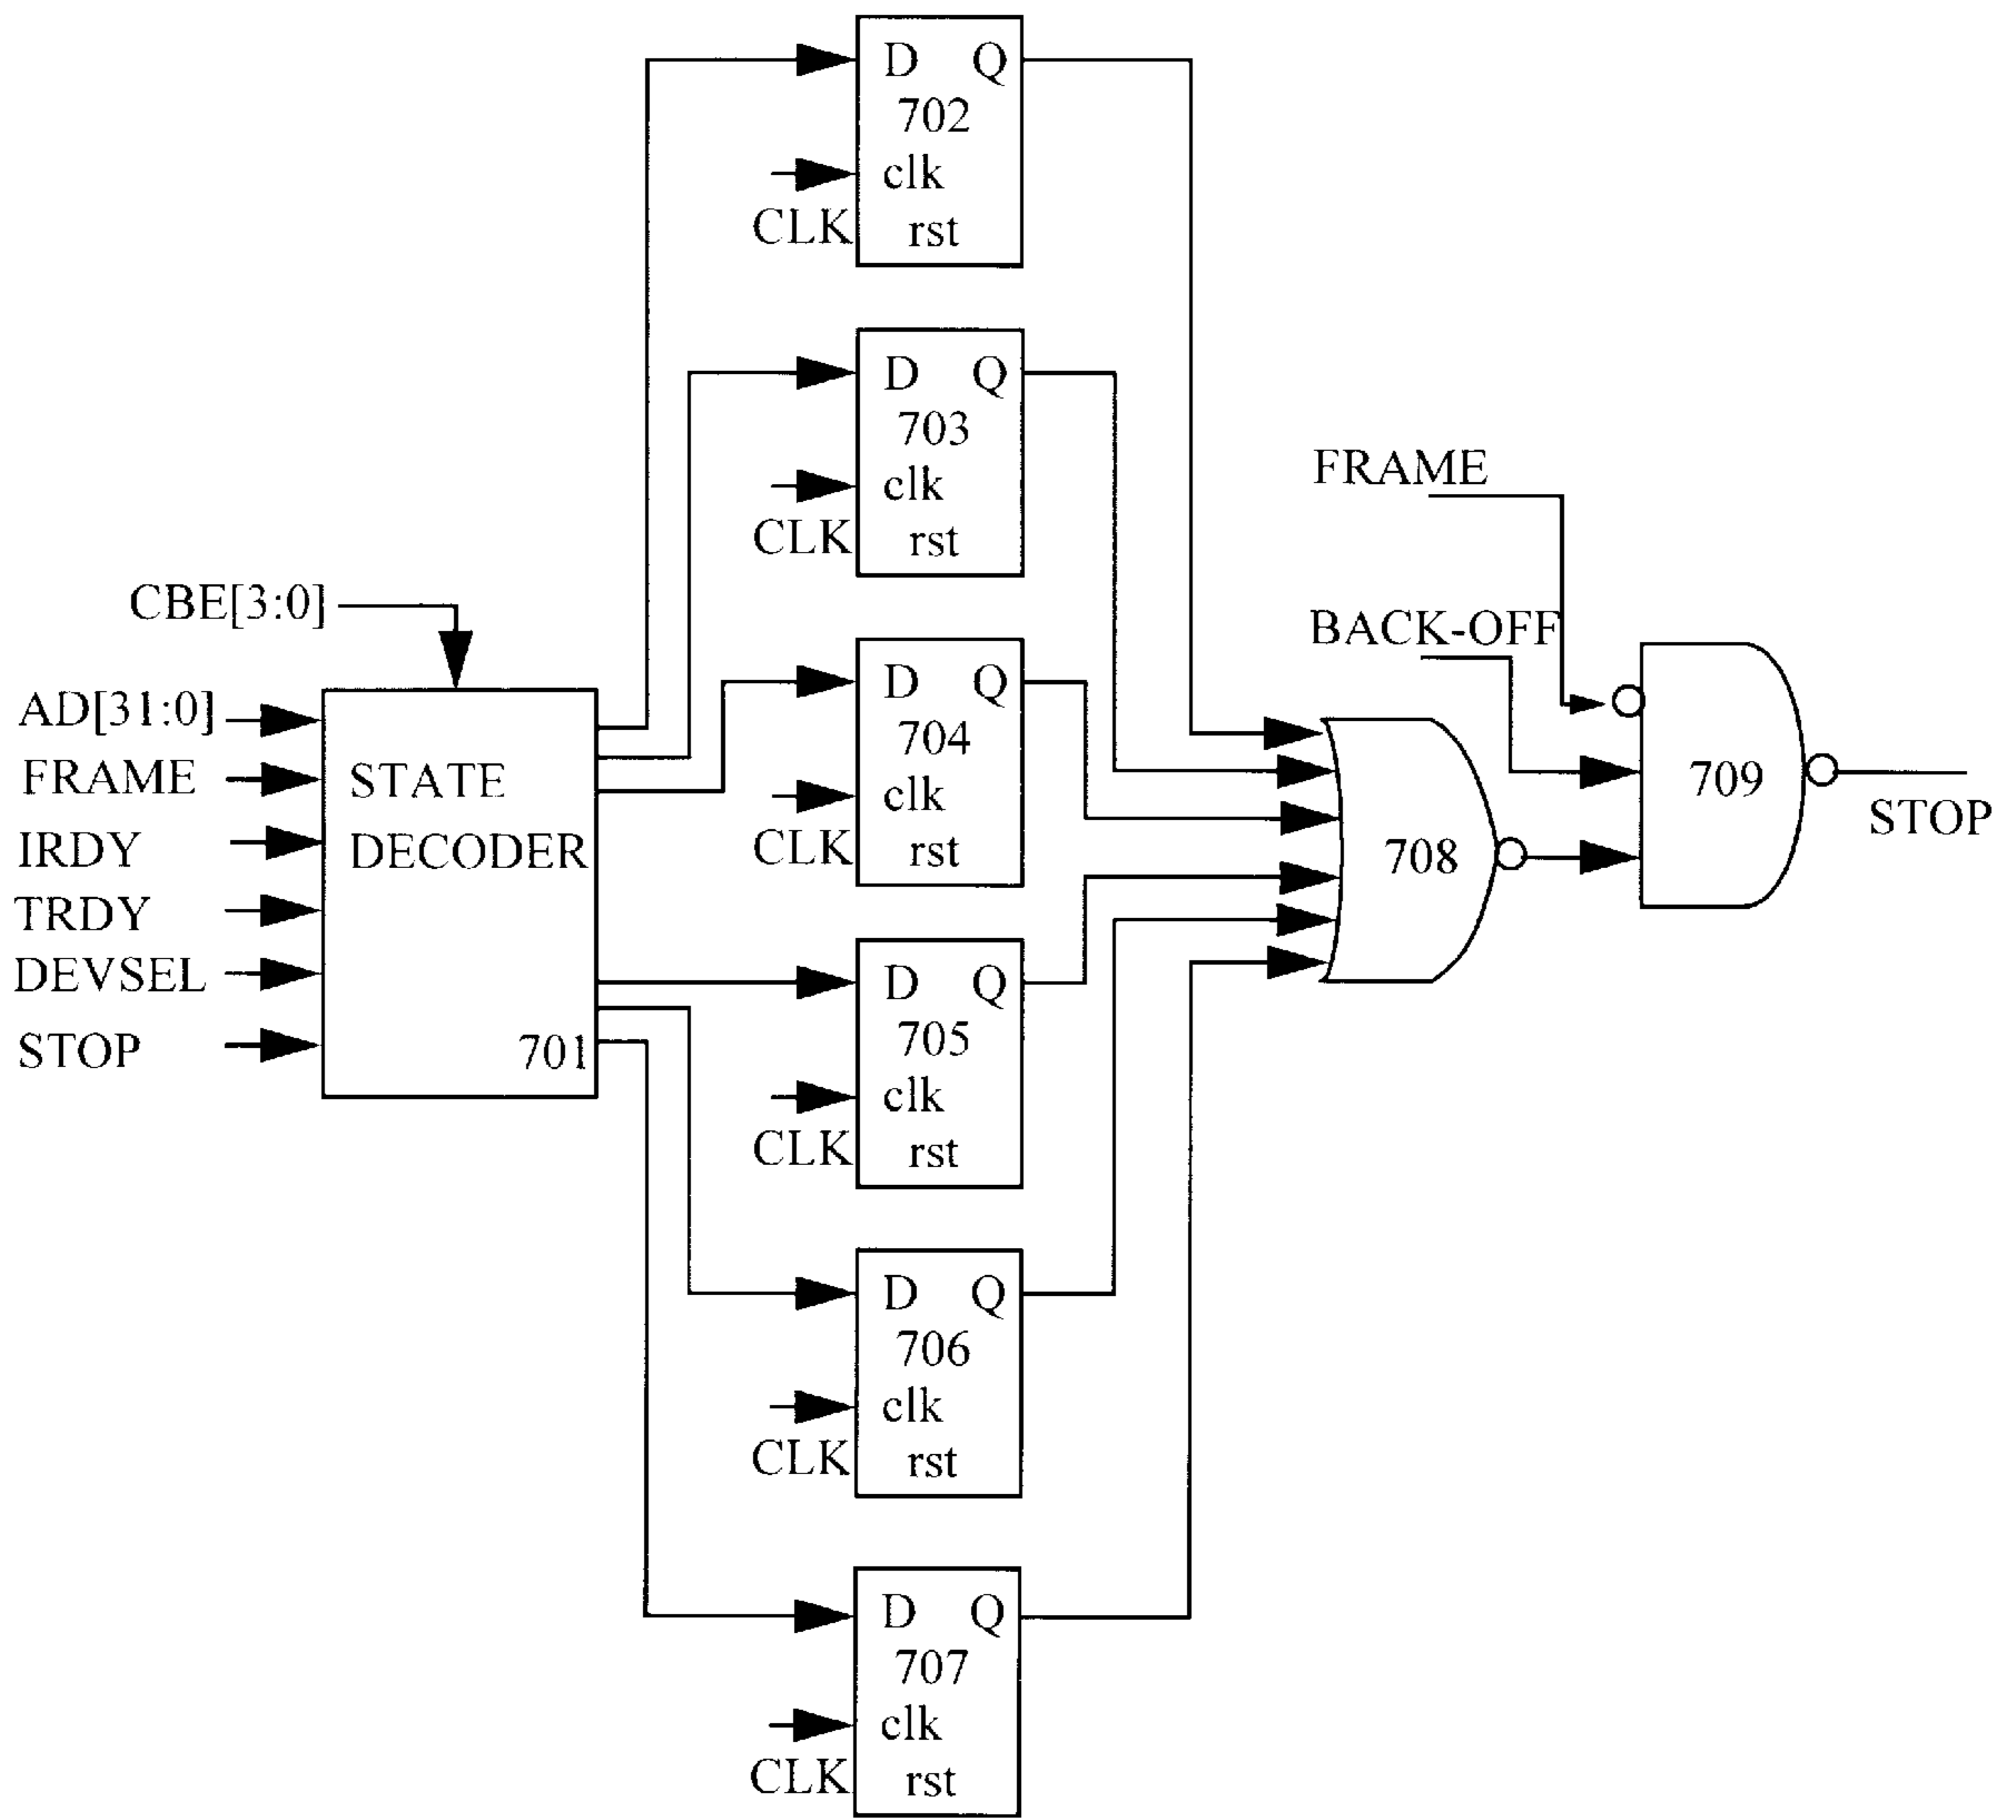 D Q
702
clk
CLK
rst
D Q
703
clk
CLK
rst
FRAME
CBE[3:0]
BACK-OFF
D Q
704
clk
CLK
rst
AD[31:0]
FRAME
IRDY
TRDY
DEVSEL
STOP
STATE
DECODER
701
708
709
STOP
D Q
705
clk
CLK
rst
D Q
706
clk
CLK
rst
D Q
707
clk
CLK
rst